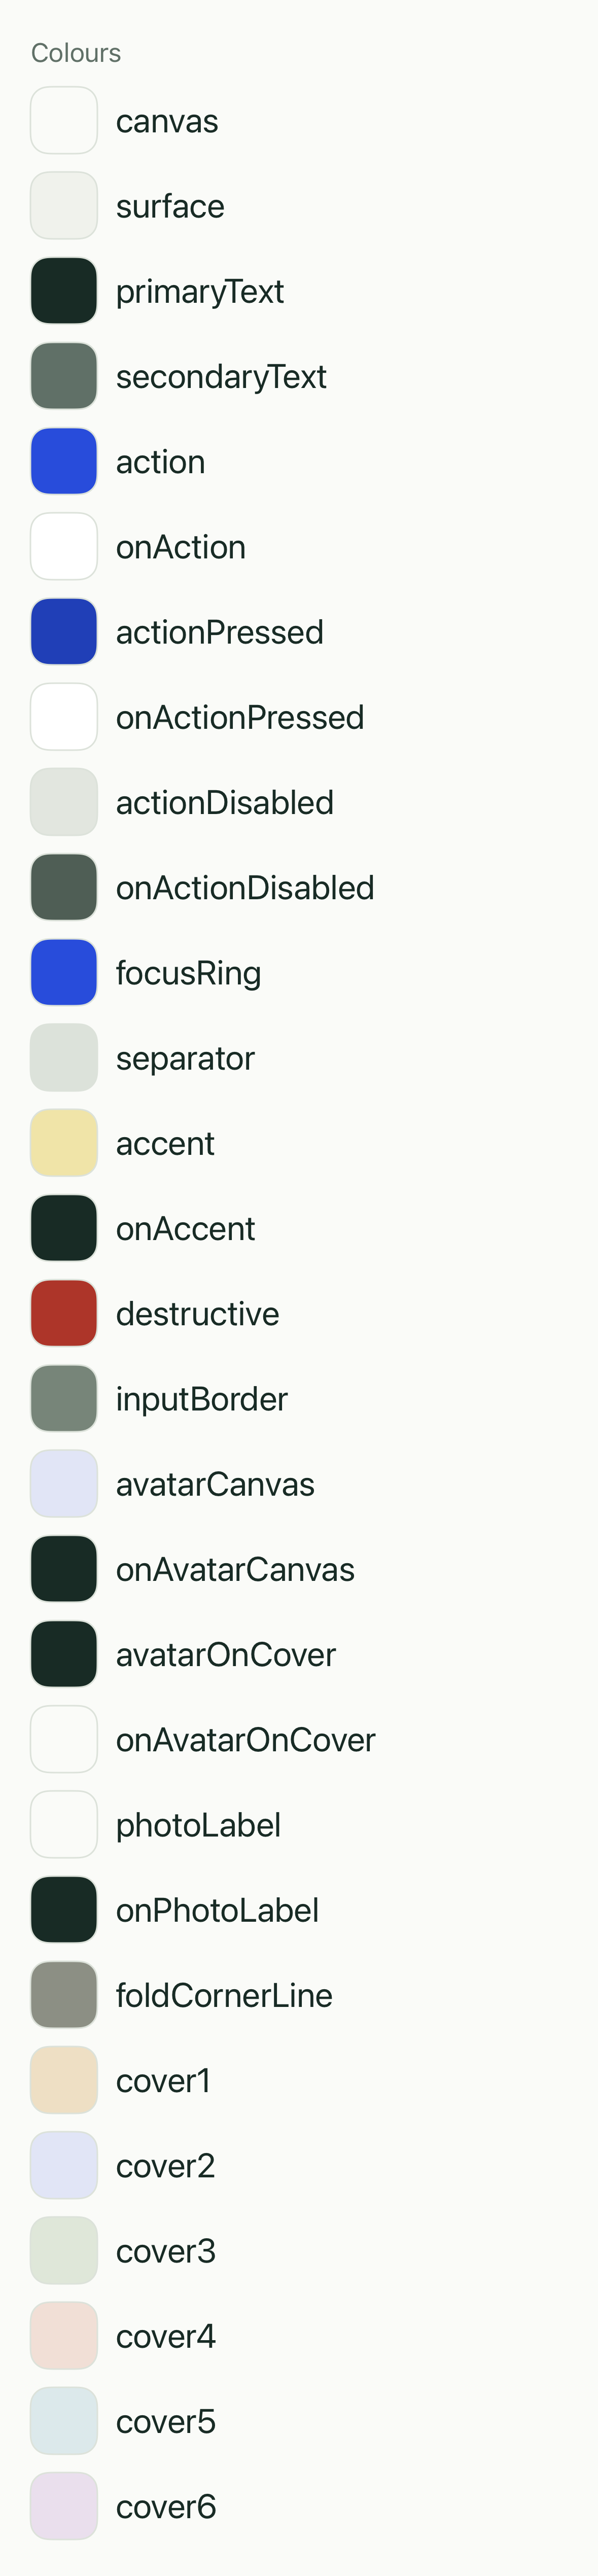 Colours
canvas
surface
primaryText
secondaryText
action
onAction
actionPressed
onActionPressed
actionDisabled
onActionDisabled
focusRing
separator
accent
onAccent
destructive
inputBorder
avatarCanvas
onAvatarCanvas
avatarOnCover
onAvatarOnCover
photoLabel
onPhotoLabel
foldCornerLine
cover1
cover2
cover3
cover4
cover5
cover6